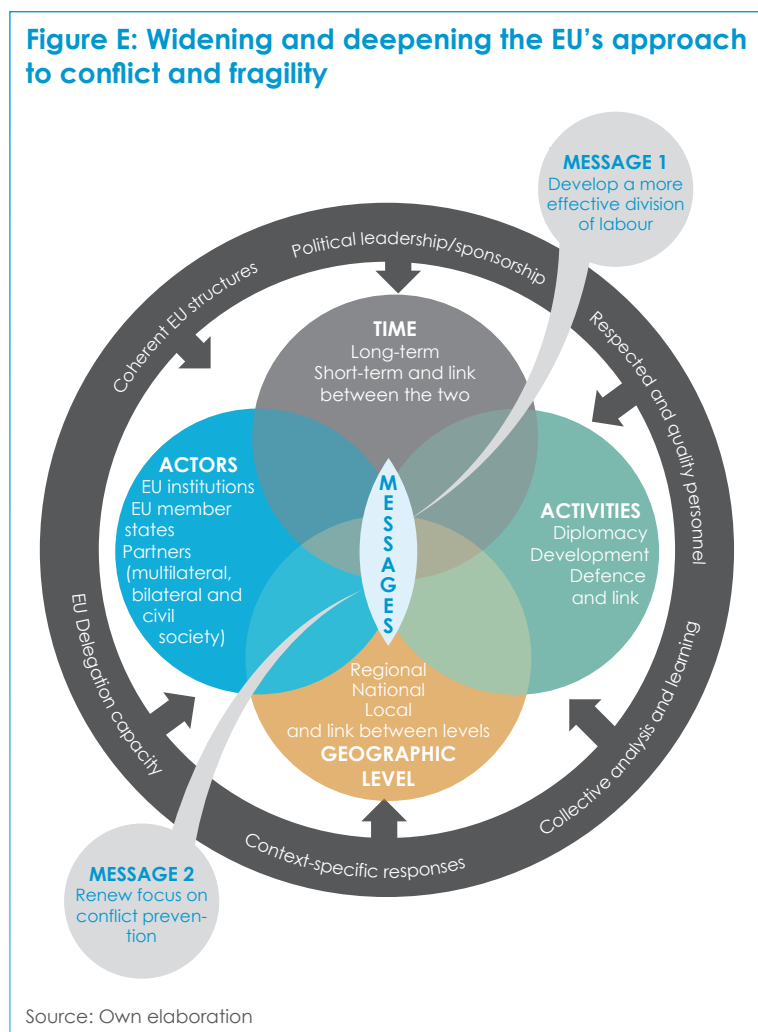 Figure E: Widening and deepening the EU’s approach
to conflict and fragility
MESSAGE 1
Develop a more
effective division
of labour
Political leadership/sponsorship
Coherent EU structures
Respected and quality personnel
TIME
Long-term
Short-term and link
between the two
ACTORS
EU institutions
EU member
states
Partners
(multilateral,
bilateral and
civil
society)
MESSAGES
ACTIVITIES
Diplomacy
Development
Defence
and link
Regional
National
Local
and link between levels
GEOGRAPHIC
LEVEL
EU Delegation capacity
Collective analysis and learning
Context-specific responses
MESSAGE 2
Renew focus on
conflict preven-
tion
Source: Own elaboration